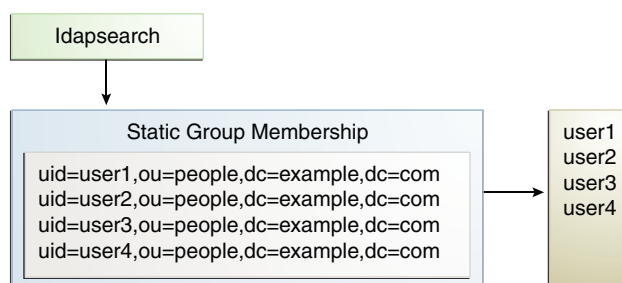 ldapsearch
Static Group Membership
uid=user1,ou=people,dc=example,dc=com
uid=user2,ou=people,dc=example,dc=com
uid=user3,ou=people,dc=example,dc=com
uid=user4,ou=people,dc=example,dc=com
user1
user2
user3
user4